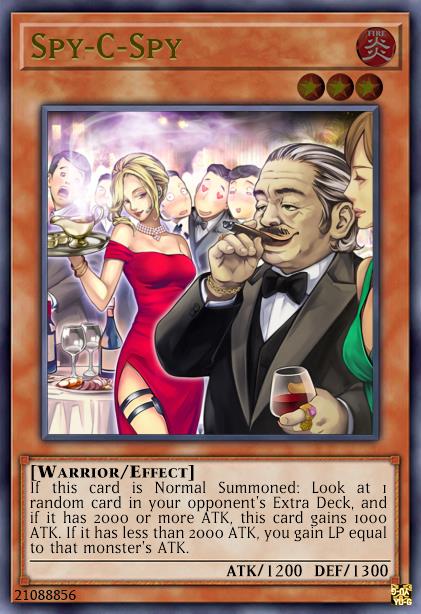 Spy-C-Spy
FIRE
炎
[Warrior/Effect]
If this card is Normal Summoned: Look at 1
random card in your opponent's Extra Deck, and
if it has 2000 or more ATK, this card gains 1000
ATK. If it has less than 2000 ATK, you gain LP equal
to that monster's ATK.
ATK/1200 DEF/1300
21088856